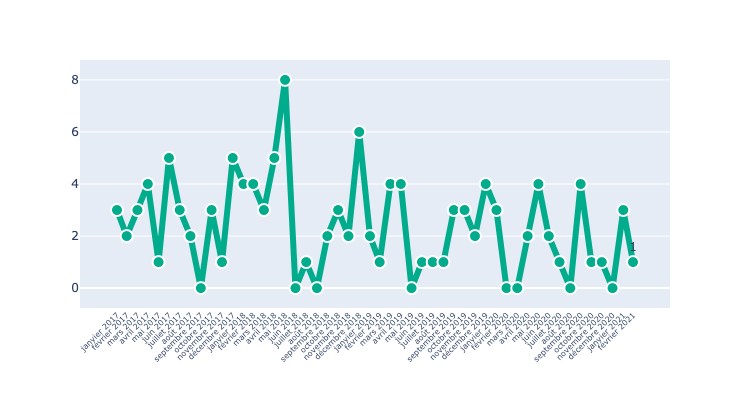 8
6
4
2
0
1
janvier 2017
février 2017
mars 2017
avril 2017
mai 2017
juin 2017
juillet 2017
août 2017
septembre 2017
octobre 2017
novembre 2017
décembre 2017
janvier 2018
février 2018
mars 2018
avril 2018
mai 2018
juin 2018
juillet 2018
août 2018
septembre 2018
octobre 2018
novembre 2018
décembre 2018
janvier 2019
février 2019
mars 2019
avril 2019
mai 2019
juin 2019
juillet 2019
août 2019
septembre 2019
octobre 2019
novembre 2019
décembre 2019
janvier 2020
février 2020
mars 2020
avril 2020
mai 2020
juin 2020
juillet 2020
août 2020
septembre 2020
octobre 2020
novembre 2020
décembre 2020
janvier 2021
février 2021